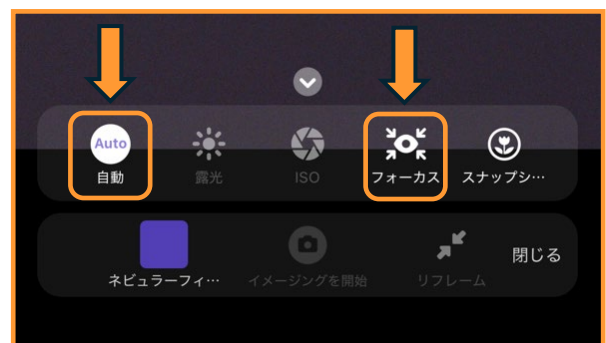 Auto
自動
露光
ISO
フォーカス
スナップシ…
ネビュラーフィ…
イメージングを開始
リフレーム
閉じる